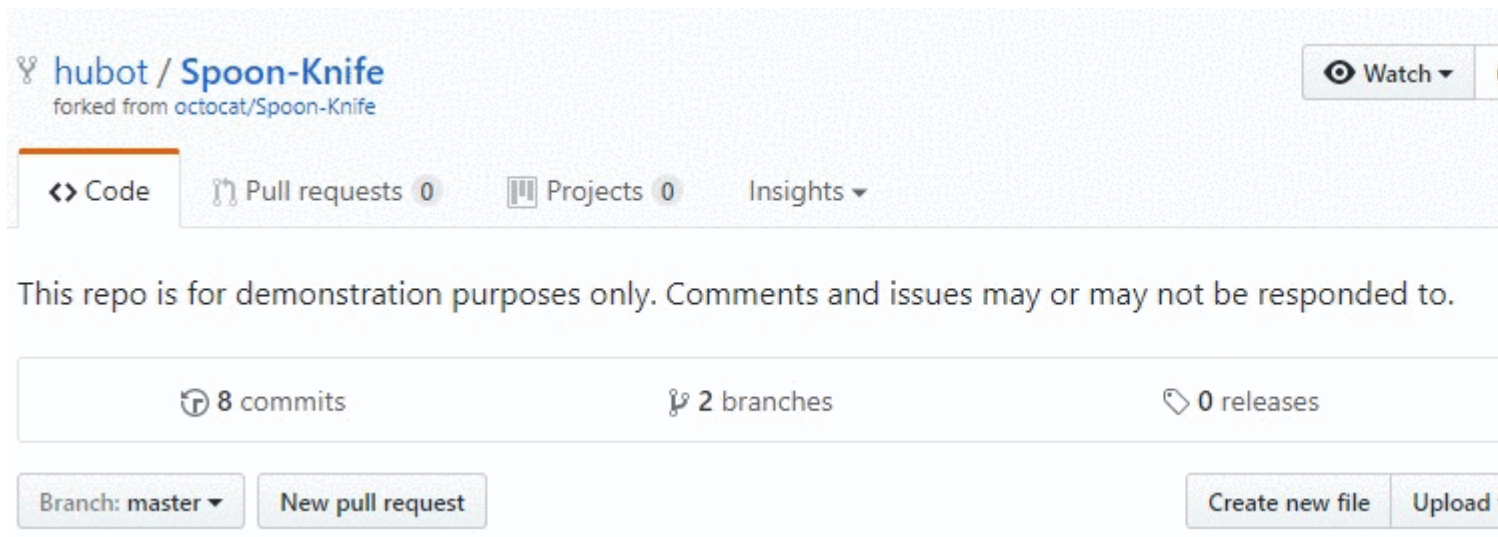 hubot / Spoon-Knife
Watch
forked from octocat/Spoon-Knife
Code Pull requests 0 Projects 0 Insights
This repo is for demonstration purposes only. Comments and issues may or may not be responded to.
8 commits 2 branches 0 releases
Branch: master New pull request Create new file Upload